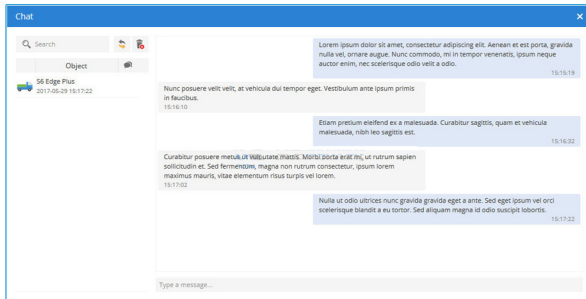 Chat
Search
Object
S6 Edge Plus
2017-05-29 15:17:22
Lorem ipsum dolor sit amet, consectetur adipiscing elit. Aenean et est porta, gravida
nulla vel, ornare augue. Nunc commodo, mi in tempor venenatis, ipsum neque
auctor enim, nec scelerisque odio velit a odio.
15:15:19
Nunc posuere velit velit, at vehicula dui tempor eget. Vestibulum ante ipsum primis
in faucibus.
15:16:10
Etiam pretium eleifend ex a malesuada. Curabitur sagittis, quam et vehicula
malesuada, nibh leo sagittis est.
15:16:32
Curabitur posuere metus ut vulputate mattis. Morbi porta erat mi, ut rutrum sapien
sollicitudin et. Sed fermentum, magna non rutrum consectetur, ipsum lorem
maximus mauris, vitae elementum risus turpis vel lorem.
15:17:02
Nulla ut odio ultrices nunc gravida gravida eget a ante. Sed eget ipsum vel orci
scelerisque blandit a eu tortor. Sed aliquam magna id odio suscipit lobortis.
15:17:22
Type a message...